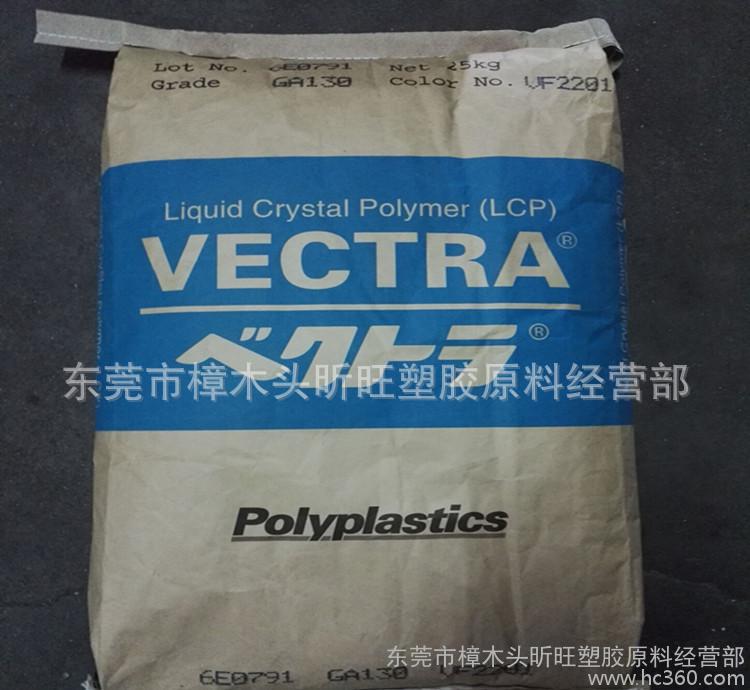 Lot No. 6E0791 Net 25kg
Grade GA130 Color No. VF2201
Liquid Crystal Polymer (LCP)
VECTRA®
ベクトラ®
东莞市樟木头昕旺塑胶原料经营部
Polyplastics
6E0791 GA130 VF2201
东莞市樟木头昕旺塑胶原料经营部
www.hc360.com